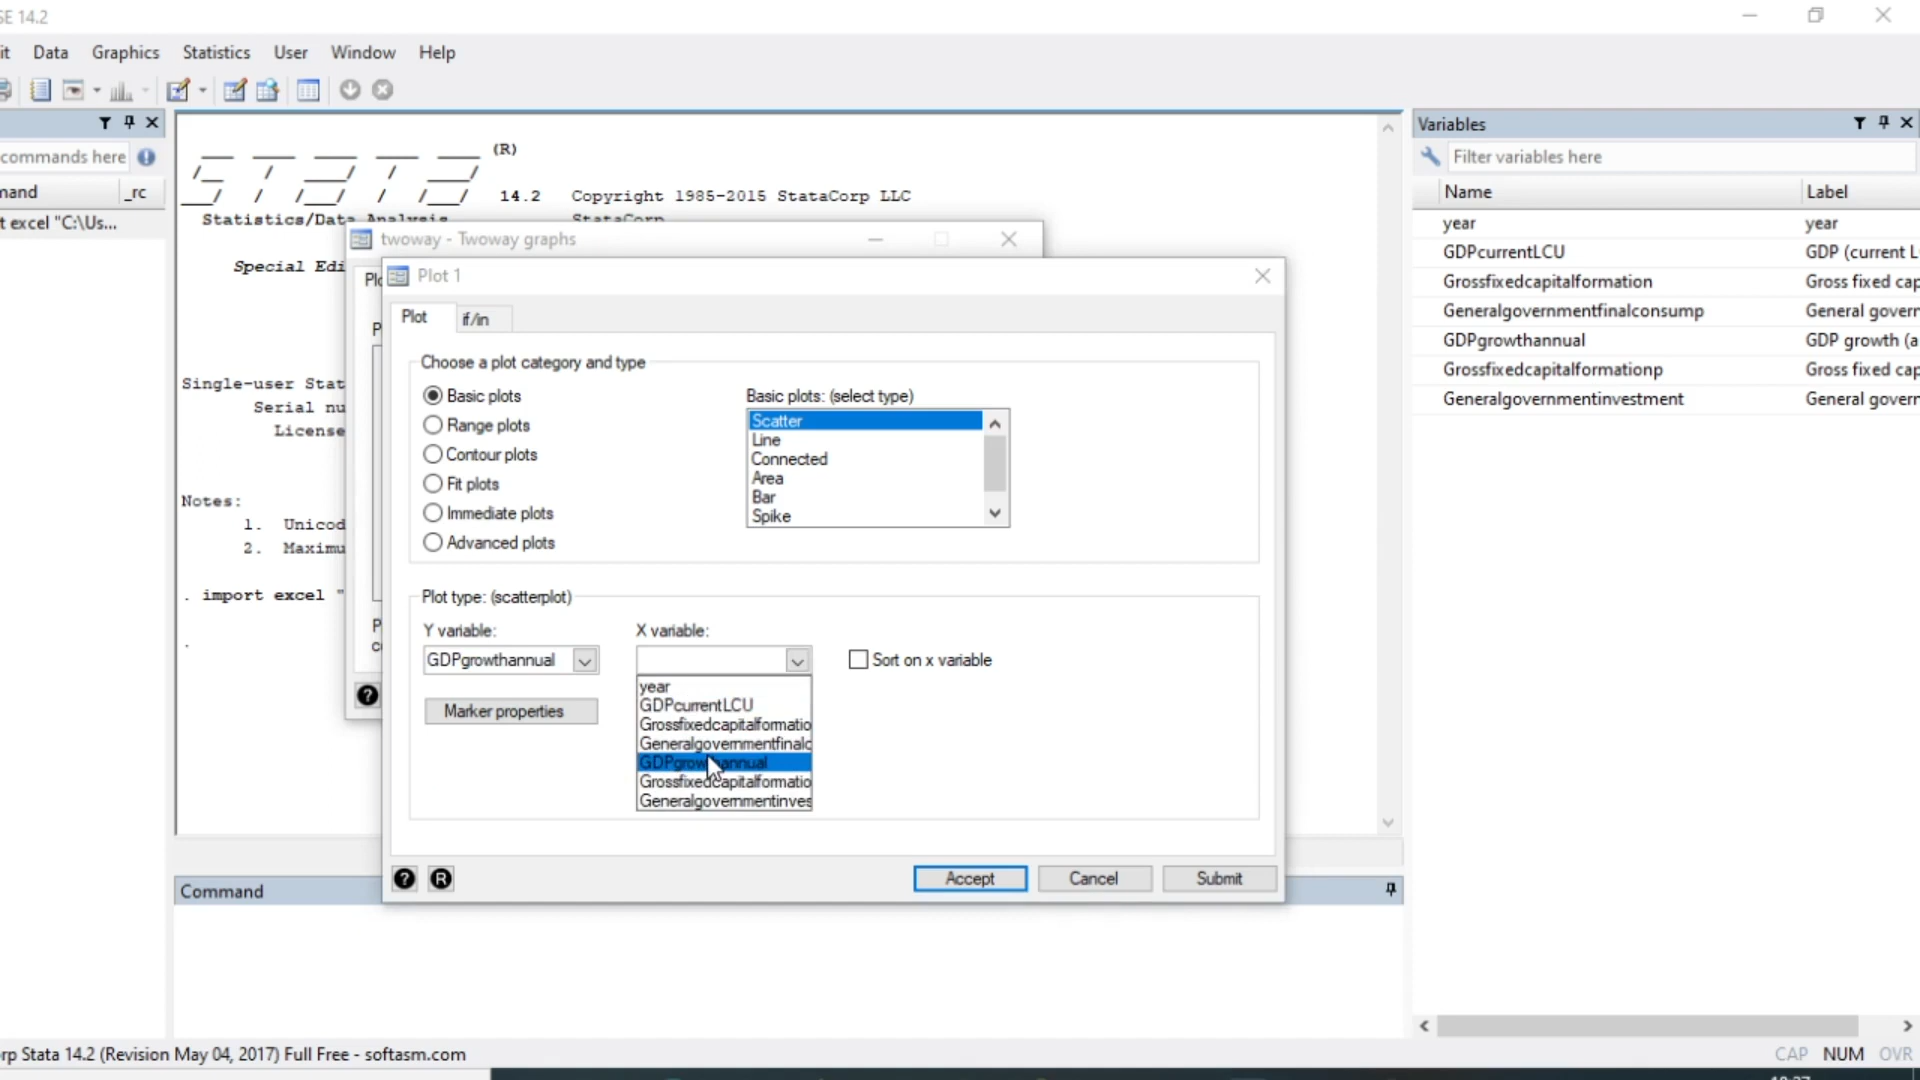 SE 14.2
it Data Graphics Statistics User Window Help
commands here
mand _rc
t excel "C:\Us...
(R)
14.2 Copyright 1985-2015 StataCorp LLC
Statistics/Data Analysis StataCorp
Special Edi
Single-user Stat
Serial nu
License
Notes:
1. Unicod
2. Maximu
. import excel "
.
twoway - Twoway graphs
Plot 1
Plot if/in
Choose a plot category and type
Basic plots
Range plots
Contour plots
Fit plots
Immediate plots
Advanced plots
Basic plots: (select type)
Scatter
Line
Connected
Area
Bar
Spike
Plot type: (scatterplot)
Y variable: X variable:
GDPgrowthannual Sort on x variable
Marker properties
year
GDPcurrentLCU
Grossfixedcapitalformatio
Generalgovernmentfinalc
GDPgrowthannual
Grossfixedcapitalformatio
Generalgovernmentinves
? R Accept Cancel Submit
Command
Variables
Filter variables here
Name Label
year year
GDPcurrentLCU GDP (current L
Grossfixedcapitalformation Gross fixed cap
Generalgovernmentfinalconsump General govern
GDPgrowthannual GDP growth (a
Grossfixedcapitalformationp Gross fixed cap
Generalgovernmentinvestment General govern
rp Stata 14.2 (Revision May 04, 2017) Full Free - softasm.com
CAP NUM OVR